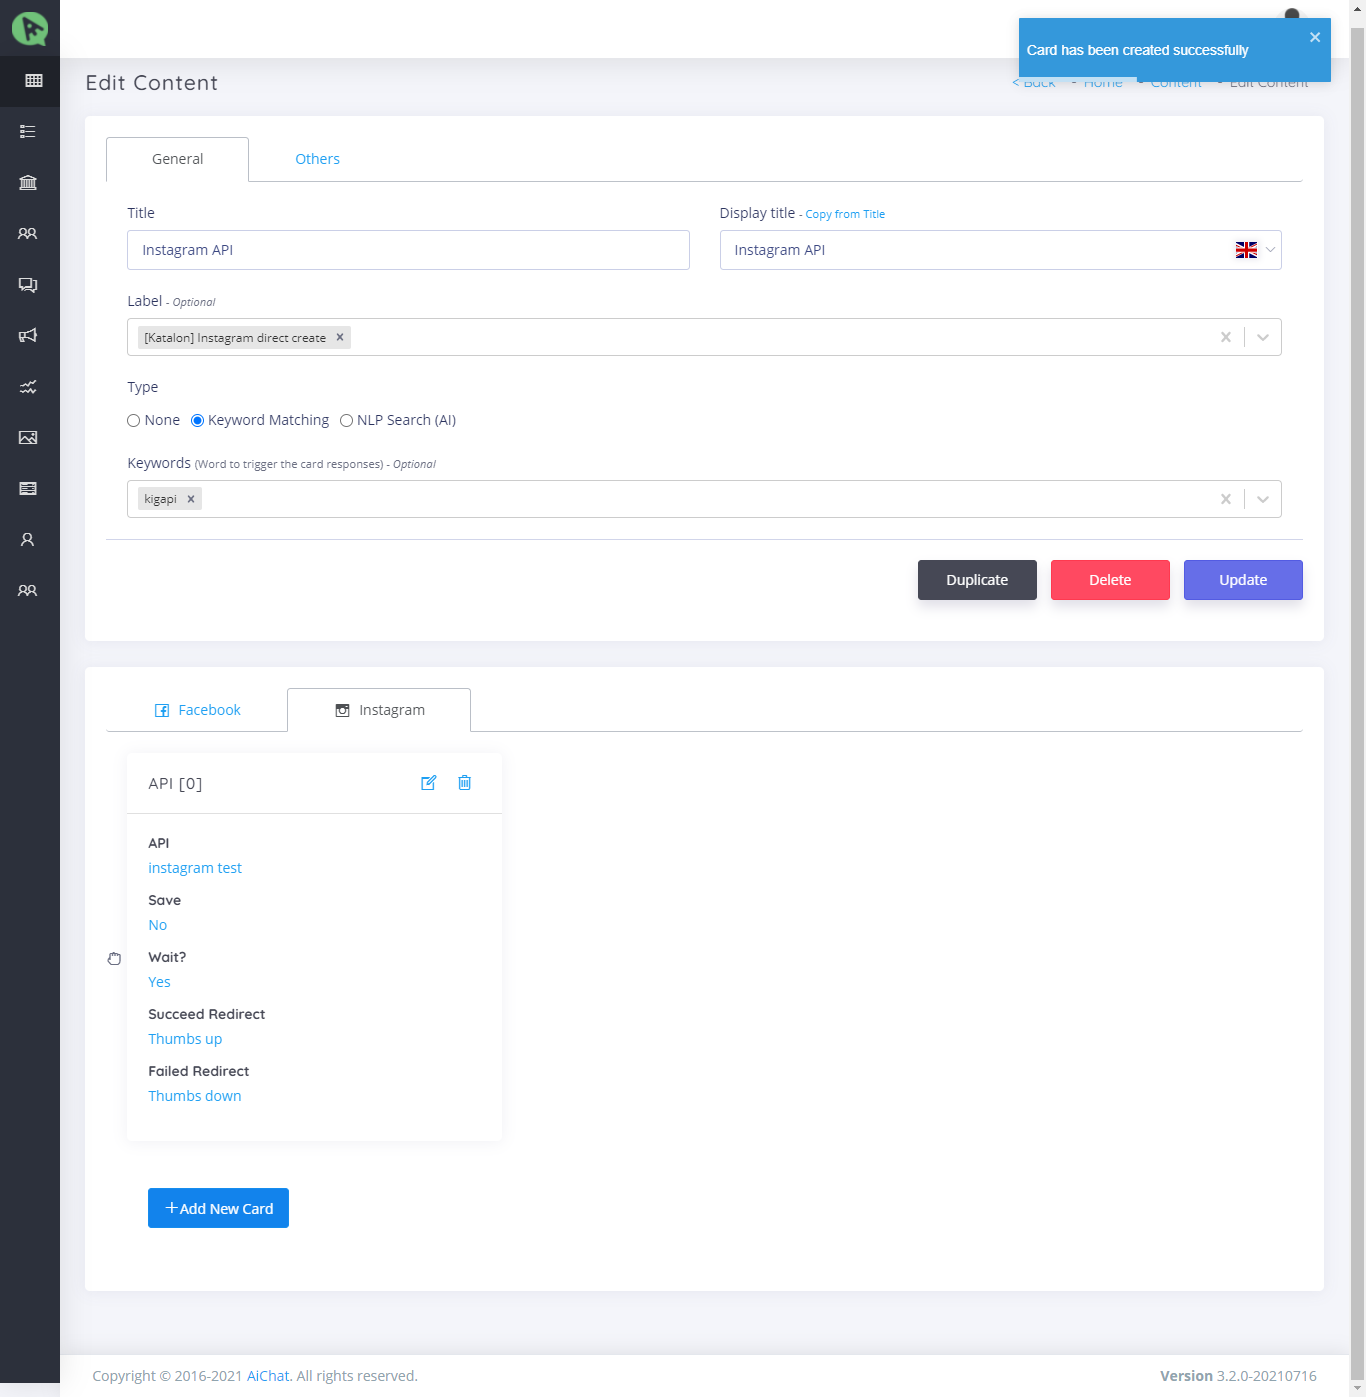 Card has been created successfully
Edit Content
< Back - Home - Content - Edit Content
General
Others
Title
Display title - Copy from Title
Instagram API
Instagram API
Label - Optional
[Katalon] Instagram direct create
Type
None Keyword Matching NLP Search (AI)
Keywords (Word to trigger the card responses) - Optional
kigapi
Duplicate
Delete
Update
Facebook
Instagram
API [0]
API
instagram test
Save
No
Wait?
Yes
Succeed Redirect
Thumbs up
Failed Redirect
Thumbs down
+Add New Card
Copyright © 2016-2021 AiChat. All rights reserved.
Version 3.2.0-20210716